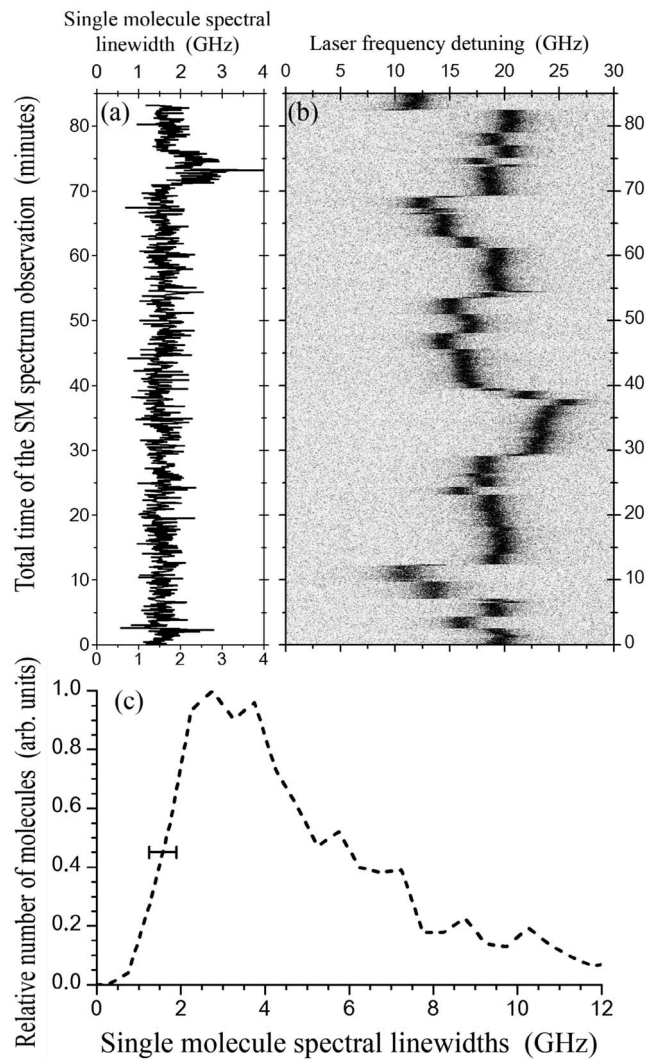 Single molecule spectral
linewidth (GHz)
Laser frequency detuning (GHz)
0 1 2 3 4
0 5 10 15 20 25 30
(a)
(b)
Total time of the SM spectrum observation (minutes)
80
70
60
50
40
30
20
10
0
80
70
60
50
40
30
20
10
0
0 1 2 3 4
(c)
Relative number of molecules (arb. units)
1.0
0.8
0.6
0.4
0.2
0.0
0 2 4 6 8 10 12
Single molecule spectral linewidths (GHz)